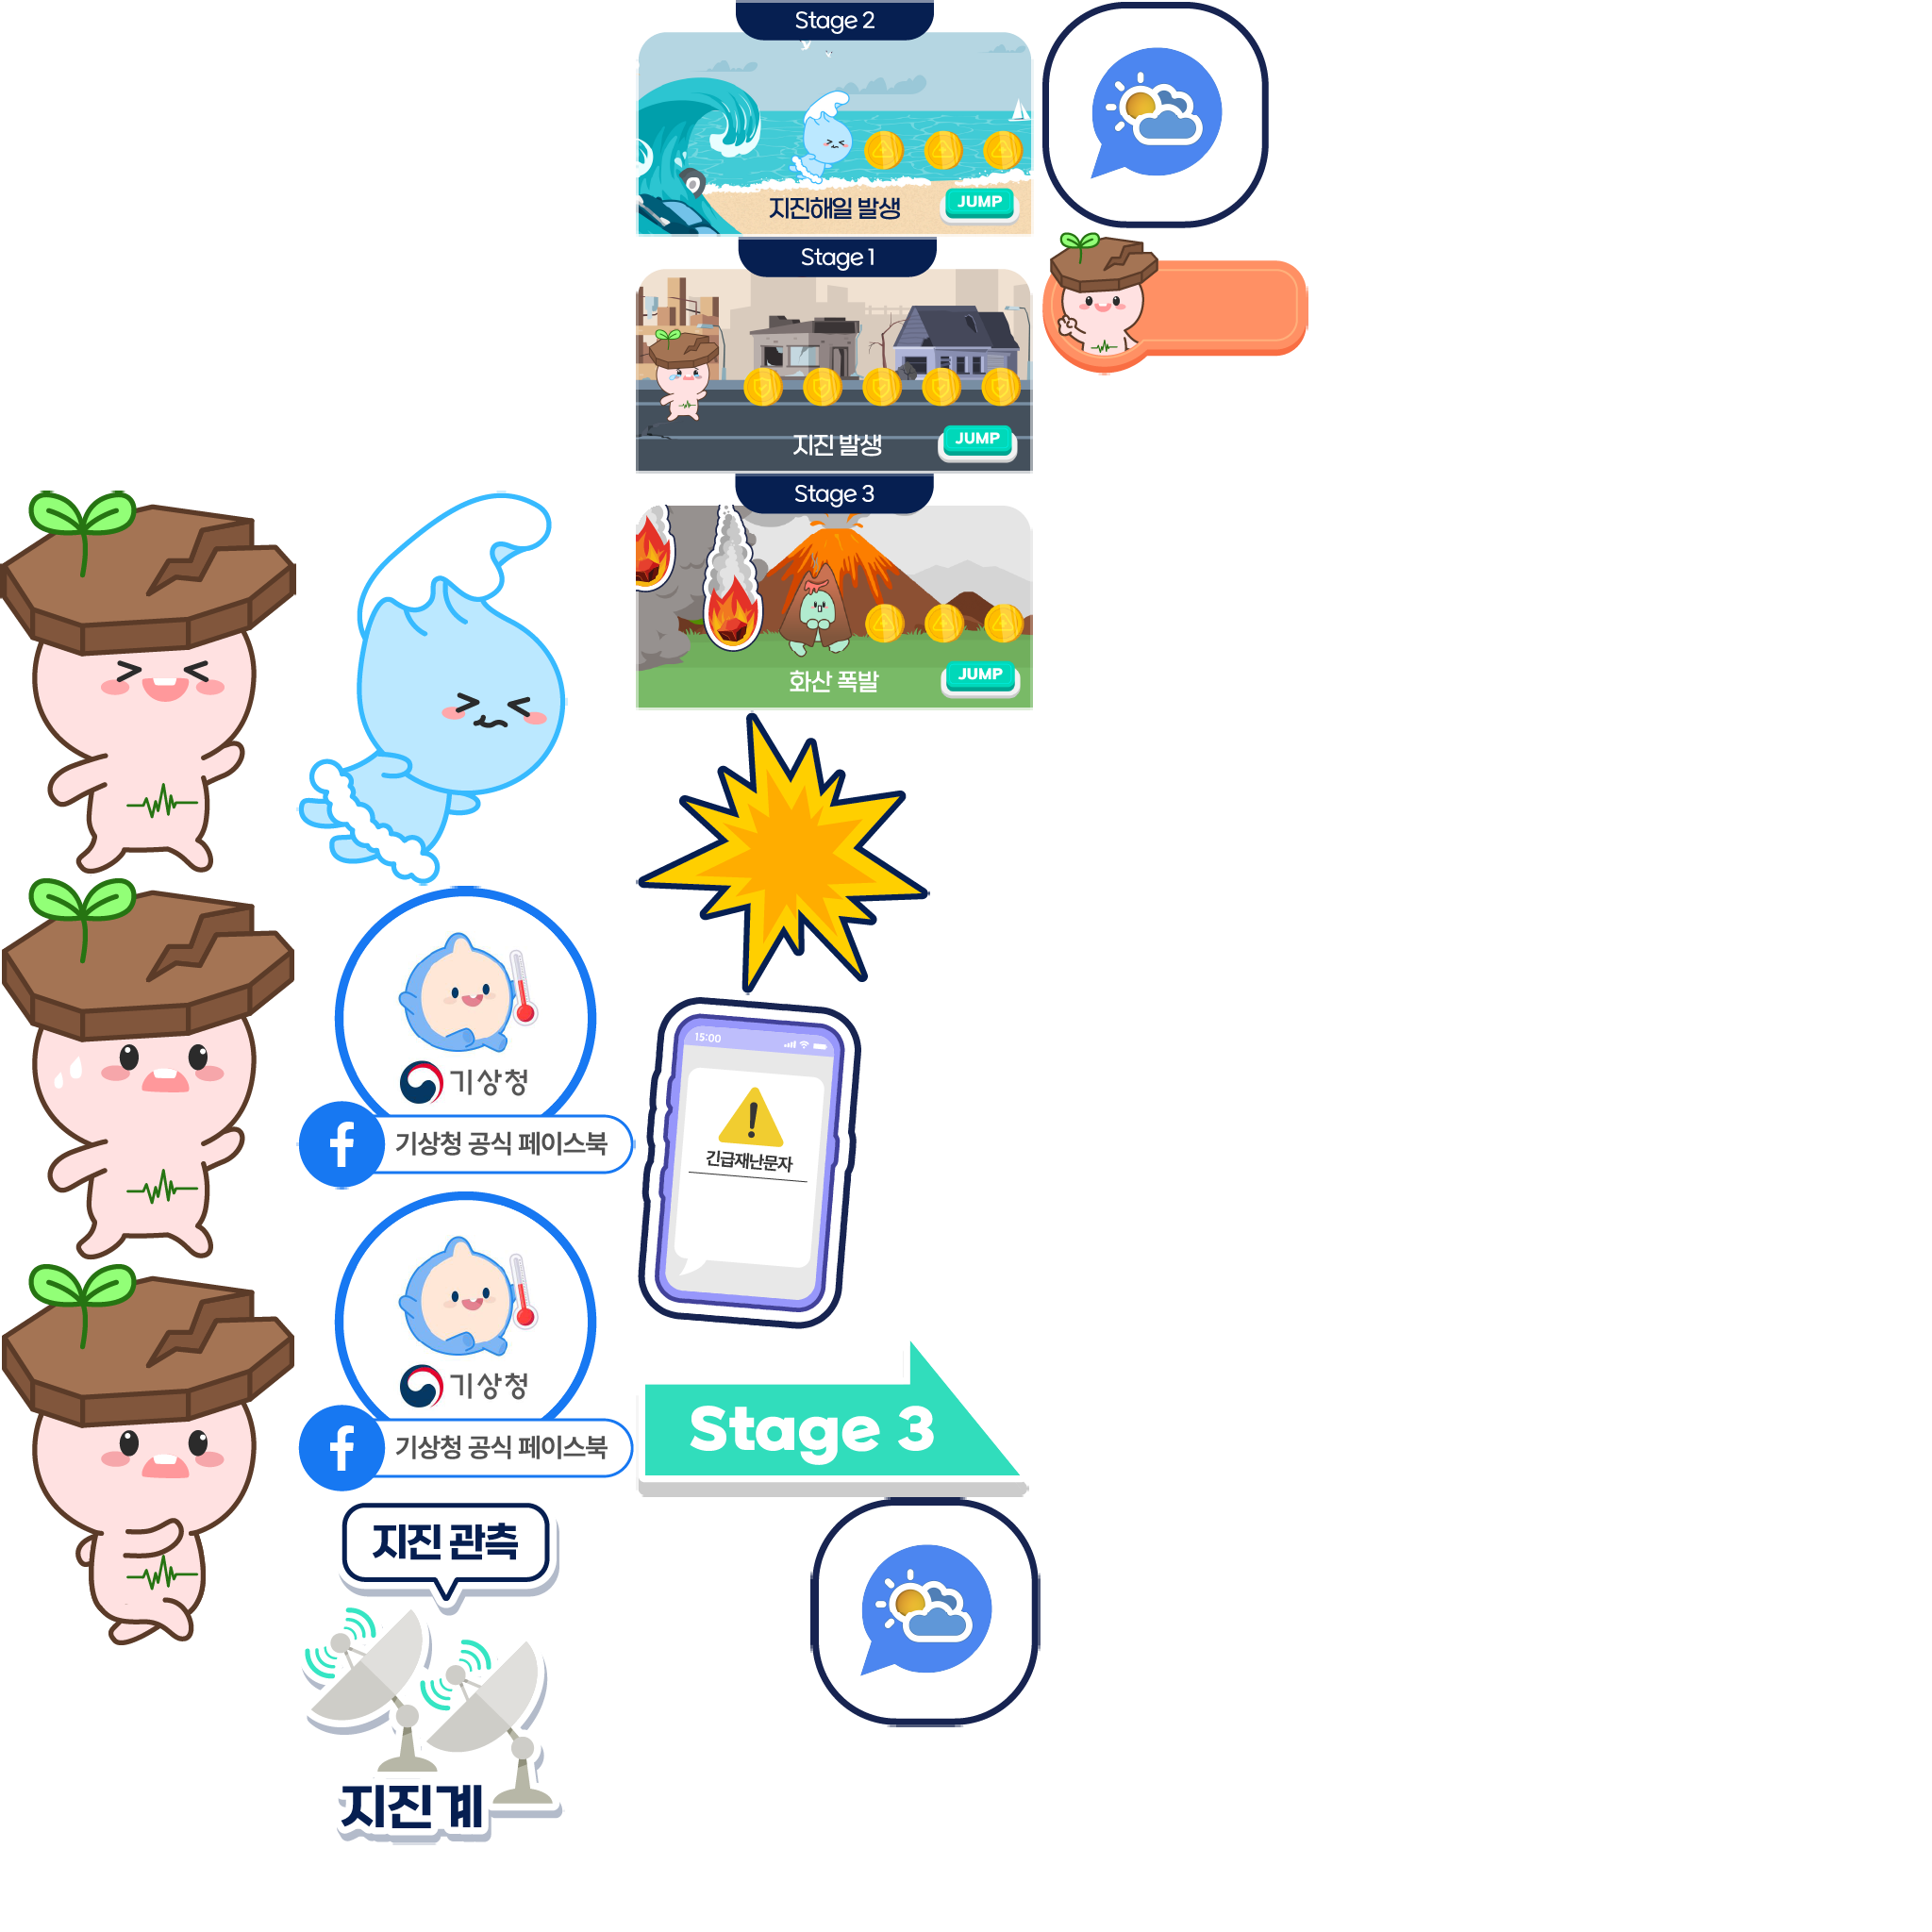 Stage 2
지진해일 발생
JUMP
Stage 1
지진 발생
JUMP
Stage 3
화산 폭발
JUMP
기상청
기상청 공식 페이스북
15:00
긴급재난문자
기상청
기상청 공식 페이스북
Stage 3
지진 관측
지진계